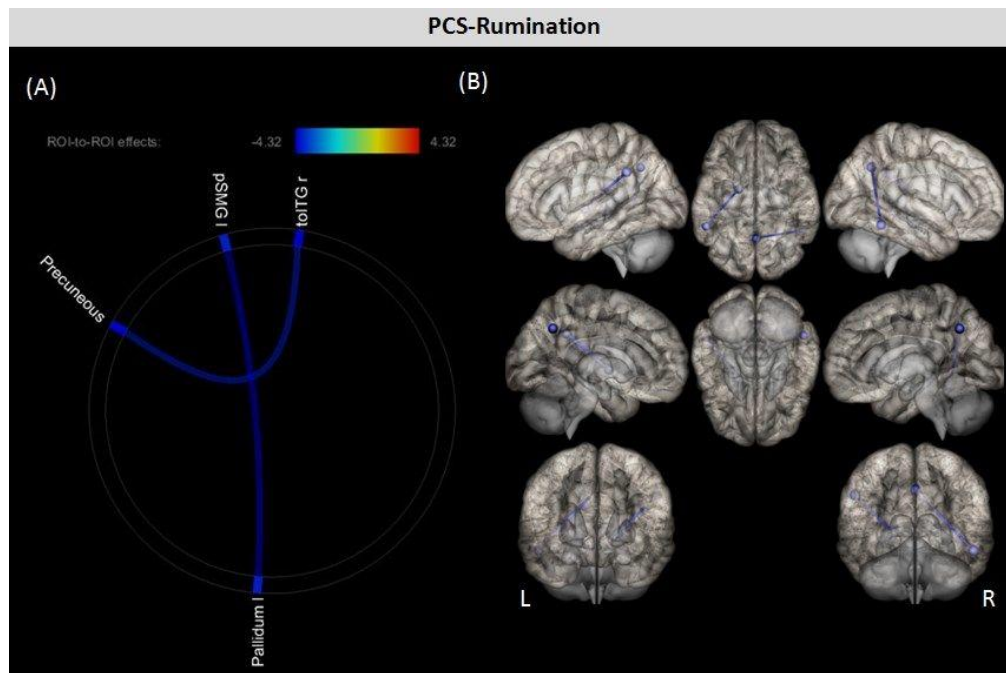 PCS-Rumination
(A)
(B)
ROI-to-ROI effects:
-4.32
4.32
pSMG l
toITG r
Precuneous
Pallidum l
L
R